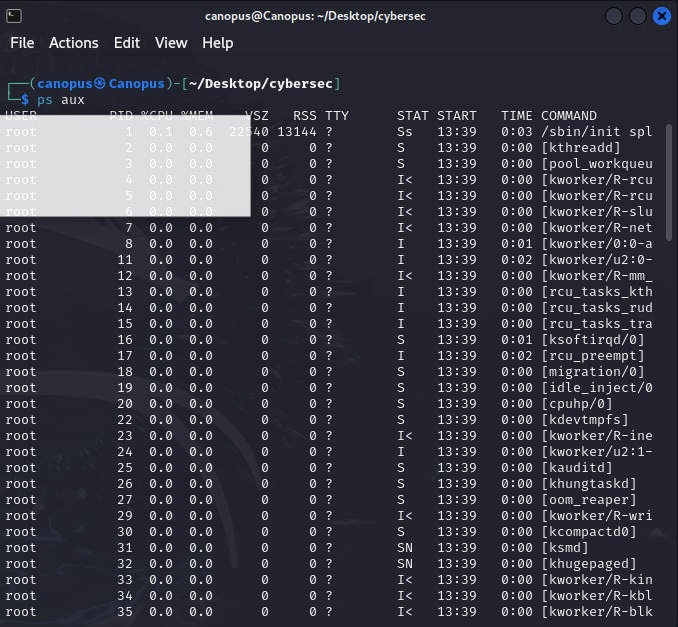 canopus@Canopus: ~/Desktop/cybersec
File Actions Edit View Help
┌──(canopus㉿Canopus)-[~/Desktop/cybersec]
└─$ ps aux
USER PID %CPU %MEM VSZ RSS TTY STAT START TIME COMMAND
root 1 0.1 0.6 22540 13144 ? Ss 13:39 0:03 /sbin/init spl
root 2 0.0 0.0 0 0 ? S 13:39 0:00 [kthreadd]
root 3 0.0 0.0 0 0 ? S 13:39 0:00 [pool_workqueu
root 4 0.0 0.0 0 0 ? I< 13:39 0:00 [kworker/R-rcu
root 5 0.0 0.0 0 0 ? I< 13:39 0:00 [kworker/R-rcu
root 6 0.0 0.0 0 0 ? I< 13:39 0:00 [kworker/R-slu
root 7 0.0 0.0 0 0 ? I< 13:39 0:00 [kworker/R-net
root 8 0.0 0.0 0 0 ? I 13:39 0:01 [kworker/0:0-a
root 11 0.0 0.0 0 0 ? I 13:39 0:02 [kworker/u2:0-
root 12 0.0 0.0 0 0 ? I< 13:39 0:00 [kworker/R-mm_
root 13 0.0 0.0 0 0 ? I 13:39 0:00 [rcu_tasks_kth
root 14 0.0 0.0 0 0 ? I 13:39 0:00 [rcu_tasks_rud
root 15 0.0 0.0 0 0 ? I 13:39 0:00 [rcu_tasks_tra
root 16 0.0 0.0 0 0 ? S 13:39 0:01 [ksoftirqd/0]
root 17 0.0 0.0 0 0 ? I 13:39 0:02 [rcu_preempt]
root 18 0.0 0.0 0 0 ? S 13:39 0:00 [migration/0]
root 19 0.0 0.0 0 0 ? S 13:39 0:00 [idle_inject/0
root 20 0.0 0.0 0 0 ? S 13:39 0:00 [cpuhp/0]
root 22 0.0 0.0 0 0 ? S 13:39 0:00 [kdevtmpfs]
root 23 0.0 0.0 0 0 ? I< 13:39 0:00 [kworker/R-ine
root 24 0.0 0.0 0 0 ? I 13:39 0:00 [kworker/u2:1-
root 25 0.0 0.0 0 0 ? S 13:39 0:00 [kauditd]
root 26 0.0 0.0 0 0 ? S 13:39 0:00 [khungtaskd]
root 27 0.0 0.0 0 0 ? S 13:39 0:00 [oom_reaper]
root 29 0.0 0.0 0 0 ? I< 13:39 0:00 [kworker/R-wri
root 30 0.0 0.0 0 0 ? S 13:39 0:00 [kcompactd0]
root 31 0.0 0.0 0 0 ? SN 13:39 0:00 [ksmd]
root 32 0.0 0.0 0 0 ? SN 13:39 0:00 [khugepaged]
root 33 0.0 0.0 0 0 ? I< 13:39 0:00 [kworker/R-kin
root 34 0.0 0.0 0 0 ? I< 13:39 0:00 [kworker/R-kbl
root 35 0.0 0.0 0 0 ? I< 13:39 0:00 [kworker/R-blk